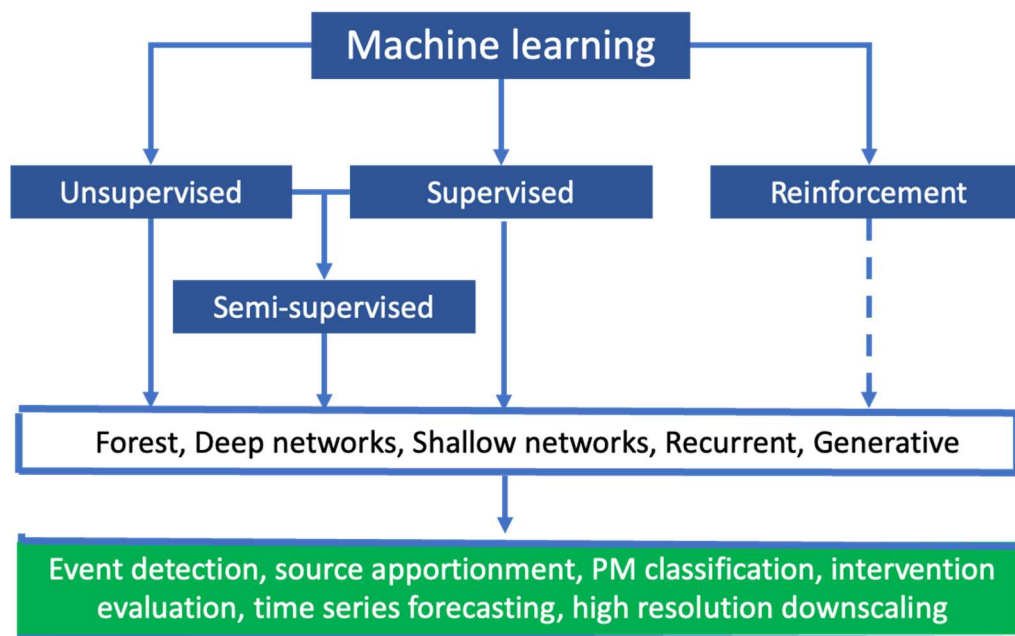 Machine learning
Unsupervised
Supervised
Reinforcement
Semi-supervised
Forest, Deep networks, Shallow networks, Recurrent, Generative
Event detection, source apportionment, PM classification, intervention
evaluation, time series forecasting, high resolution downscaling